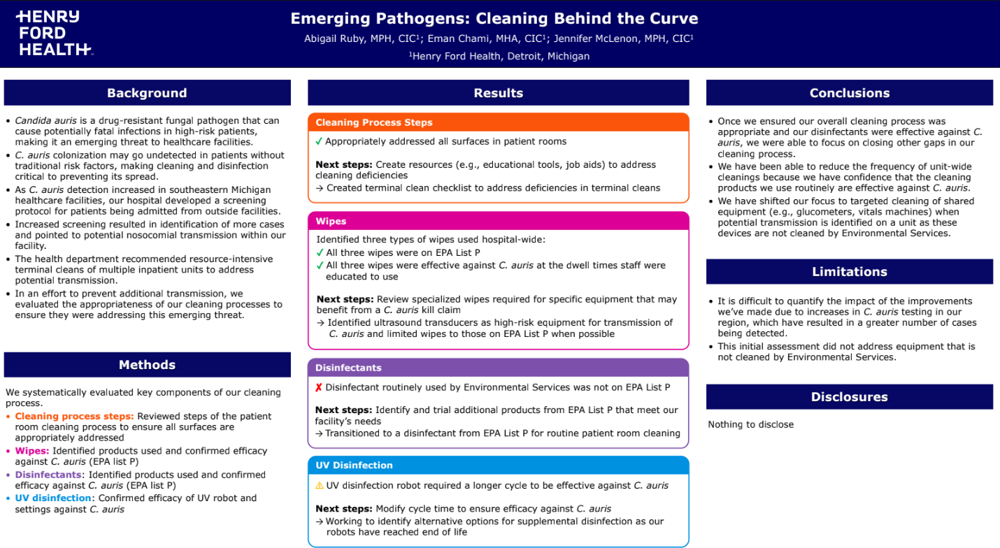 HENRY
FORD
HEALTH™
Emerging Pathogens: Cleaning Behind the Curve
Abigail Ruby, MPH, CIC¹; Eman Chami, MHA, CIC¹; Jennifer McLenon, MPH, CIC¹
¹Henry Ford Health, Detroit, Michigan
Background
• Candida auris is a drug-resistant fungal pathogen that can
cause potentially fatal infections in high-risk patients,
making it an emerging threat to healthcare facilities.
• C. auris colonization may go undetected in patients without
traditional risk factors, making cleaning and disinfection
critical to preventing its spread.
• As C. auris detection increased in southeastern Michigan
healthcare facilities, our hospital developed a screening
protocol for patients being admitted from outside facilities.
• Increased screening resulted in identification of more cases
and pointed to potential nosocomial transmission within our
facility.
• The health department recommended resource-intensive
terminal cleans of multiple inpatient units to address
potential transmission.
• In an effort to prevent additional transmission, we
evaluated the appropriateness of our cleaning processes to
ensure they were addressing this emerging threat.
Methods
We systematically evaluated key components of our cleaning
process.
• Cleaning process steps: Reviewed steps of the patient
room cleaning process to ensure all surfaces are
appropriately addressed
• Wipes: Identified products used and confirmed efficacy
against C. auris (EPA list P)
• Disinfectants: Identified products used and confirmed
efficacy against C. auris (EPA list P)
• UV disinfection: Confirmed efficacy of UV robot and
settings against C. auris
Results
Cleaning Process Steps
✓ Appropriately addressed all surfaces in patient rooms
Next steps: Create resources (e.g., educational tools, job aids) to address
cleaning deficiencies
→ Created terminal clean checklist to address deficiencies in terminal cleans
Wipes
Identified three types of wipes used hospital-wide:
✓ All three wipes were on EPA List P
✓ All three wipes were effective against C. auris at the dwell times staff were
educated to use
Next steps: Review specialized wipes required for specific equipment that may
benefit from a C. auris kill claim
→ Identified ultrasound transducers as high-risk equipment for transmission of
C. auris and limited wipes to those on EPA List P when possible
Disinfectants
✗ Disinfectant routinely used by Environmental Services was not on EPA List P
Next steps: Identify and trial additional products from EPA List P that meet our
facility's needs
→ Transitioned to a disinfectant from EPA List P for routine patient room cleaning
UV Disinfection
⚠ UV disinfection robot required a longer cycle to be effective against C. auris
Next steps: Modify cycle time to ensure efficacy against C. auris
→ Working to identify alternative options for supplemental disinfection as our
robots have reached end of life
Conclusions
• Once we ensured our overall cleaning process was
appropriate and our disinfectants were effective against C.
auris, we were able to focus on closing other gaps in our
cleaning process.
• We have been able to reduce the frequency of unit-wide
cleanings because we have confidence that the cleaning
products we use routinely are effective against C. auris.
• We have shifted our focus to targeted cleaning of shared
equipment (e.g., glucometers, vitals machines) when
potential transmission is identified on a unit as these
devices are not cleaned by Environmental Services.
Limitations
• It is difficult to quantify the impact of the improvements
we've made due to increases in C. auris testing in our
region, which have resulted in a greater number of cases
being detected.
• This initial assessment did not address equipment that is
not cleaned by Environmental Services.
Disclosures
Nothing to disclose